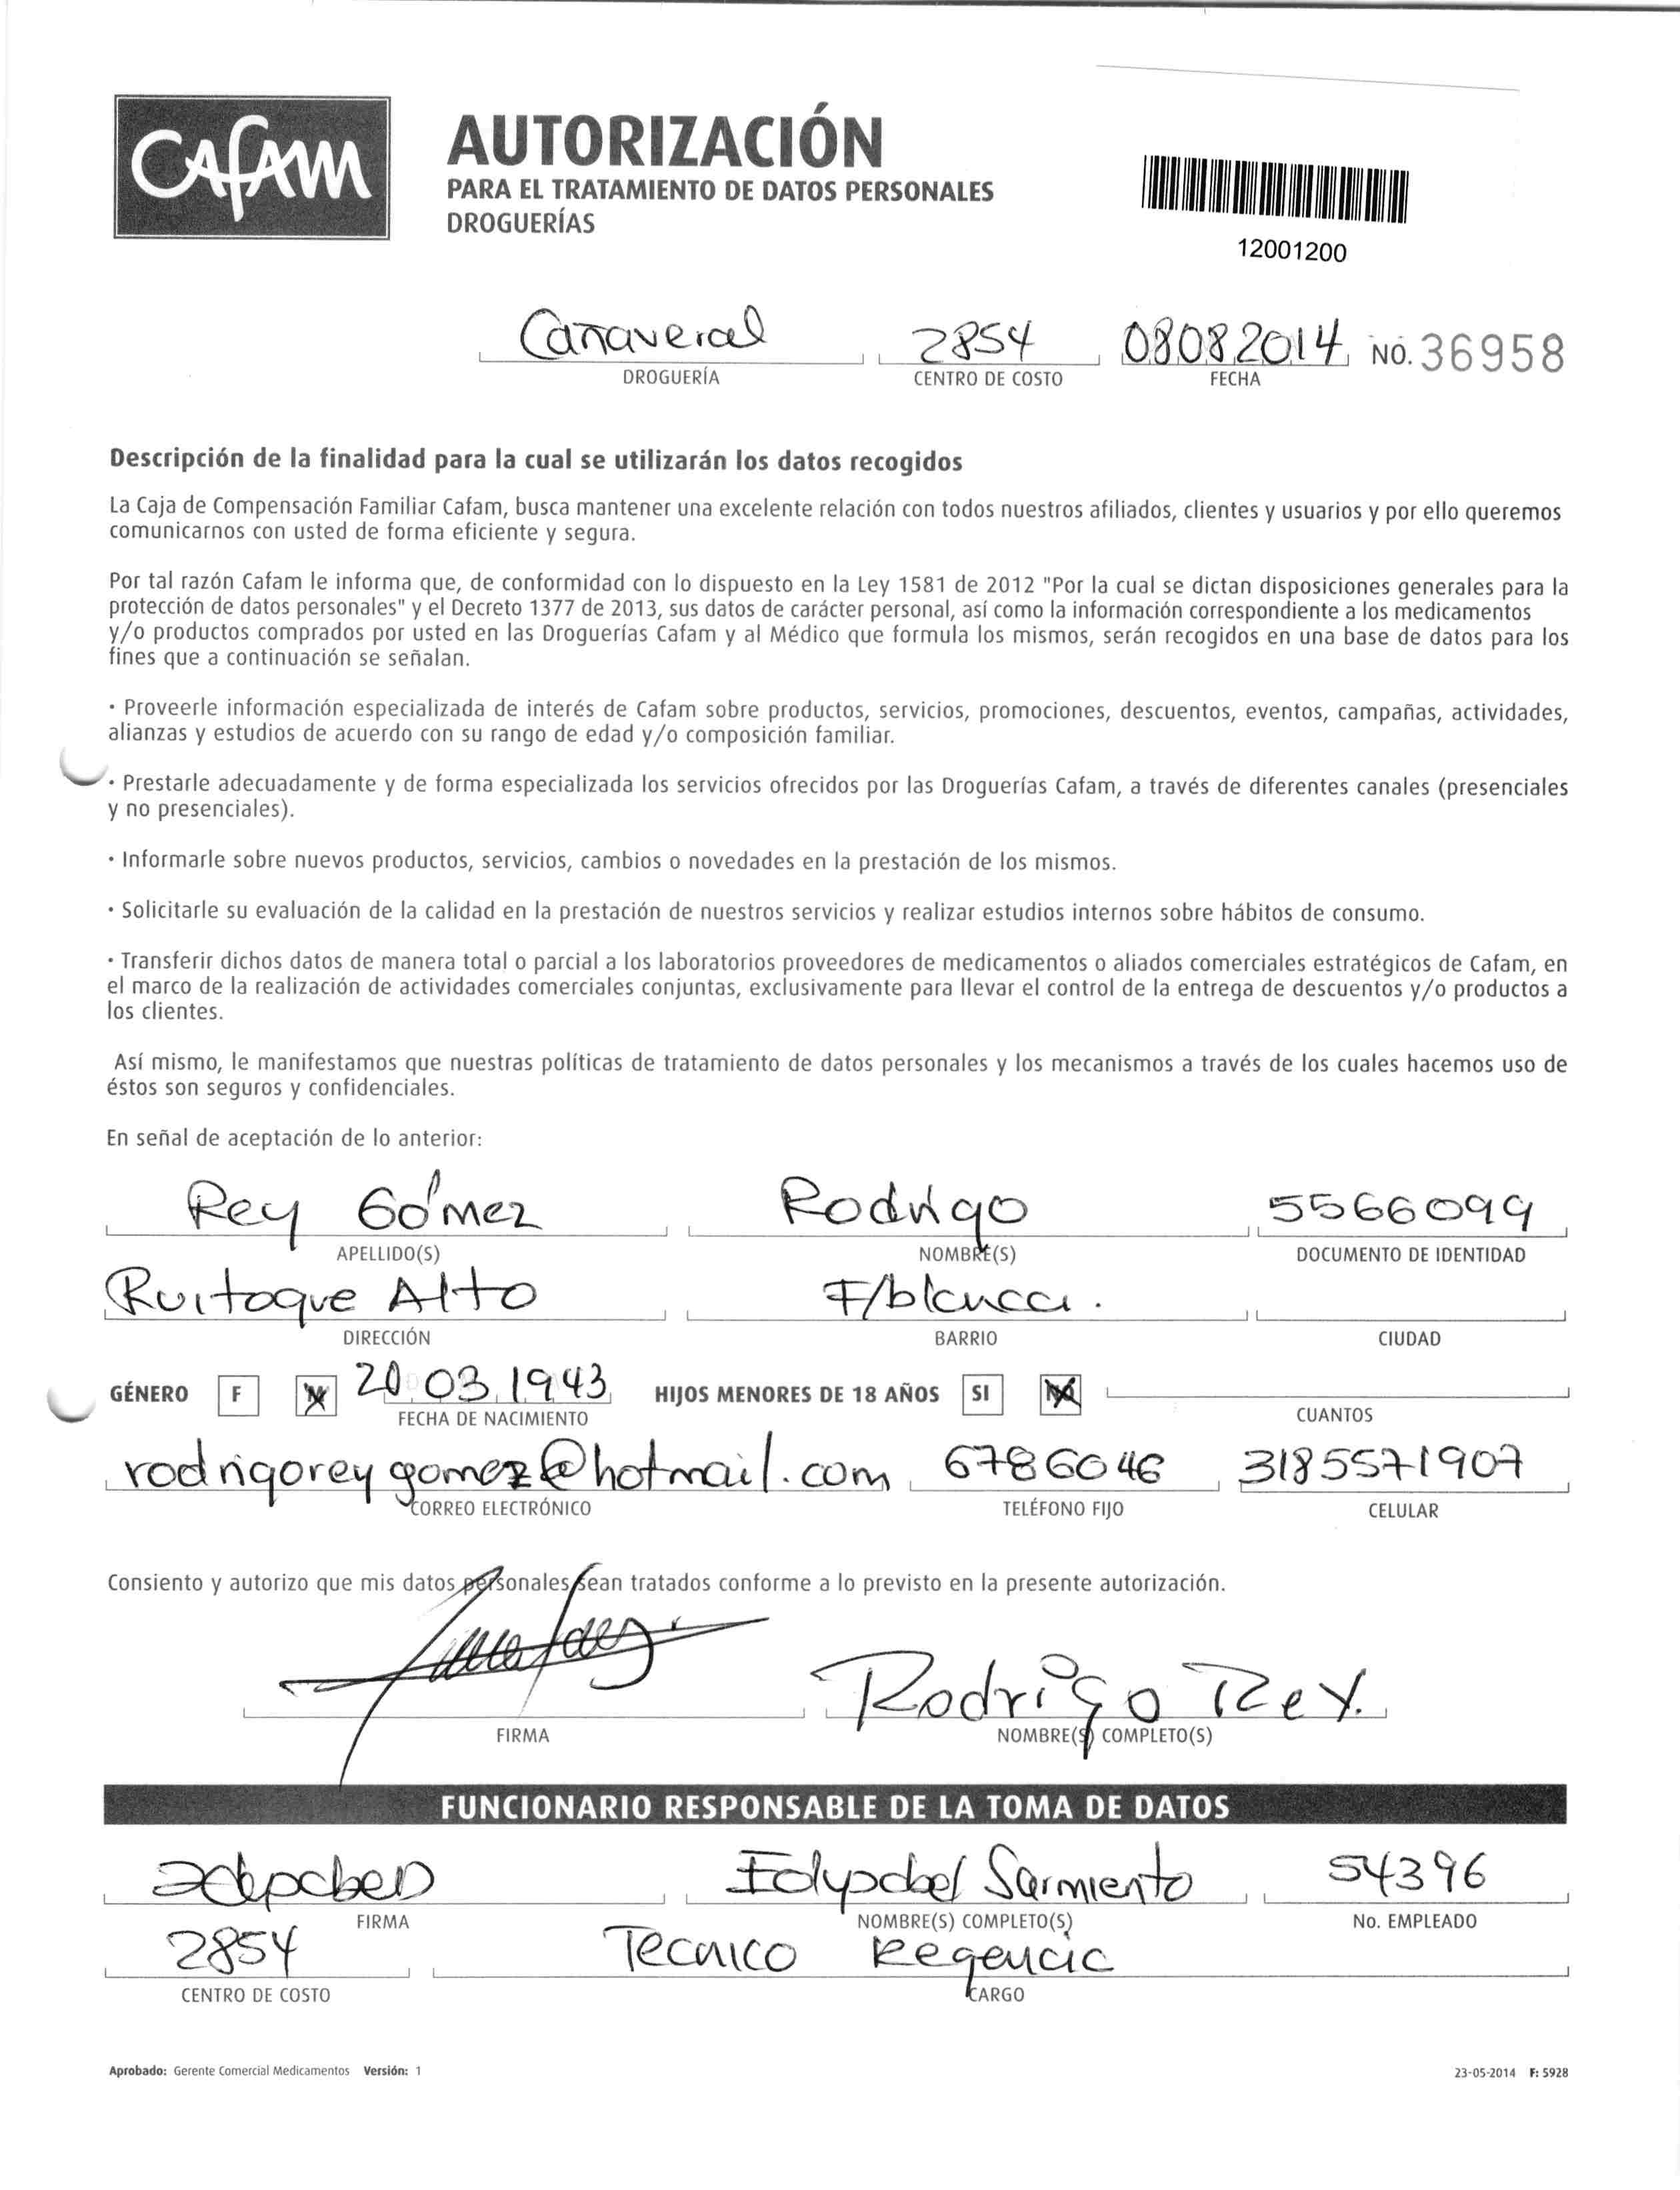 CAFAM
AUTORIZACIÓN
PARA EL TRATAMIENTO DE DATOS PERSONALES
DROGUERÍAS
12001200
Cañaveral 2854 08082014 NO. 36958
DROGUERÍA CENTRO DE COSTO FECHA
Descripción de la finalidad para la cual se utilizarán los datos recogidos
La Caja de Compensación Familiar Cafam, busca mantener una excelente relación con todos nuestros afiliados, clientes y usuarios y por ello queremos
comunicarnos con usted de forma eficiente y segura.
Por tal razón Cafam le informa que, de conformidad con lo dispuesto en la Ley 1581 de 2012 "Por la cual se dictan disposiciones generales para la
protección de datos personales" y el Decreto 1377 de 2013, sus datos de carácter personal, así como la información correspondiente a los medicamentos
y/o productos comprados por usted en las Droguerías Cafam y al Médico que formula los mismos, serán recogidos en una base de datos para los
fines que a continuación se señalan.
· Proveerle información especializada de interés de Cafam sobre productos, servicios, promociones, descuentos, eventos, campañas, actividades,
alianzas y estudios de acuerdo con su rango de edad y/o composición familiar.
· Prestarle adecuadamente y de forma especializada los servicios ofrecidos por las Droguerías Cafam, a través de diferentes canales (presenciales
y no presenciales).
· Informarle sobre nuevos productos, servicios, cambios o novedades en la prestación de los mismos.
· Solicitarle su evaluación de la calidad en la prestación de nuestros servicios y realizar estudios internos sobre hábitos de consumo.
· Transferir dichos datos de manera total o parcial a los laboratorios proveedores de medicamentos o aliados comerciales estratégicos de Cafam, en
el marco de la realización de actividades comerciales conjuntas, exclusivamente para llevar el control de la entrega de descuentos y/o productos a
los clientes.
Así mismo, le manifestamos que nuestras políticas de tratamiento de datos personales y los mecanismos a través de los cuales hacemos uso de
éstos son seguros y confidenciales.
En señal de aceptación de lo anterior:
Rey Gómez Rodrigo 5566099
APELLIDO(S) NOMBRE(S) DOCUMENTO DE IDENTIDAD
Ruitoque Alto F/blanca.
DIRECCIÓN BARRIO CIUDAD
GÉNERO F M 20 03 1943 HIJOS MENORES DE 18 AÑOS SI NO
FECHA DE NACIMIENTO CUANTOS
rodrigoreygomez@hotmail.com 6786046 3185571907
CORREO ELECTRÓNICO TELÉFONO FIJO CELULAR
Consiento y autorizo que mis datos personales sean tratados conforme a lo previsto en la presente autorización.
Rodrigo Rey.
FIRMA NOMBRE(S) COMPLETO(S)
FUNCIONARIO RESPONSABLE DE LA TOMA DE DATOS
Sarmiento 54396
FIRMA NOMBRE(S) COMPLETO(S) No. EMPLEADO
2854 Tecnico Regencia
CENTRO DE COSTO CARGO
Aprobado: Gerente Comercial Medicamentos Versión: 1 23-05-2014 F: 5928